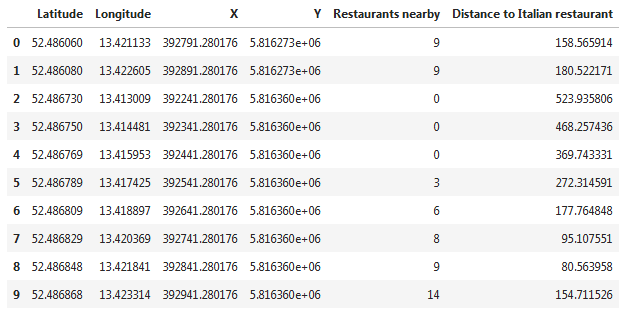 Latitude Longitude X Y Restaurants nearby Distance to Italian restaurant
0 52.486060 13.421133 392791.280176 5.816273e+06 9 158.565914
1 52.486080 13.422605 392891.280176 5.816273e+06 9 180.522171
2 52.486730 13.413009 392241.280176 5.816360e+06 0 523.935806
3 52.486750 13.414481 392341.280176 5.816360e+06 0 468.257436
4 52.486769 13.415953 392441.280176 5.816360e+06 0 369.743331
5 52.486789 13.417425 392541.280176 5.816360e+06 3 272.314591
6 52.486809 13.418897 392641.280176 5.816360e+06 6 177.764848
7 52.486829 13.420369 392741.280176 5.816360e+06 8 95.107551
8 52.486848 13.421841 392841.280176 5.816360e+06 9 80.563958
9 52.486868 13.423314 392941.280176 5.816360e+06 14 154.711526